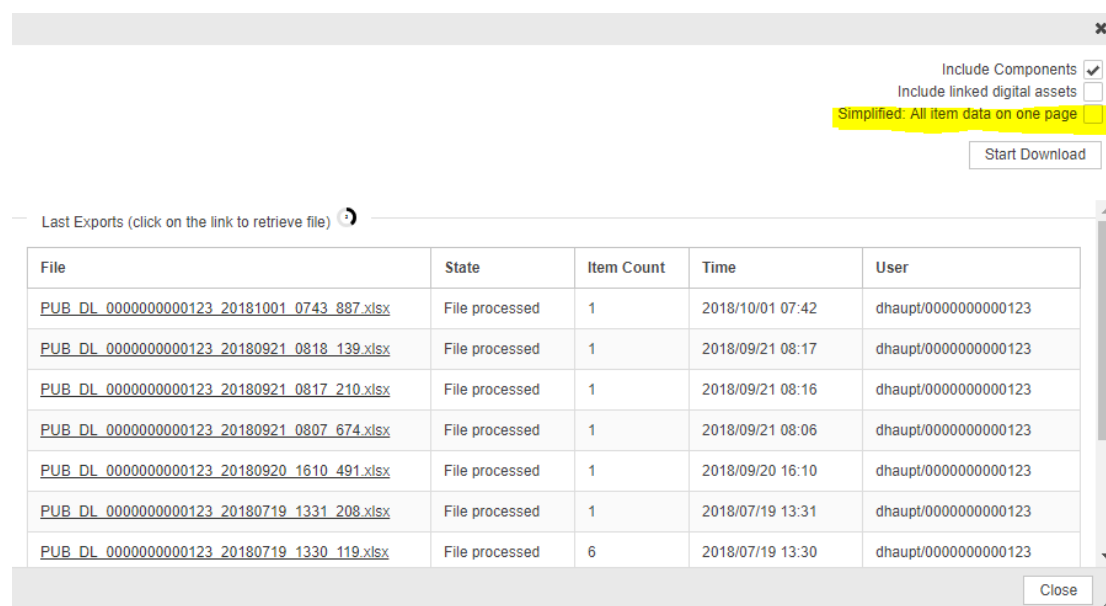 Include Components
Include linked digital assets
Simplified: All item data on one page
Start Download
Last Exports (click on the link to retrieve file)
File State Item Count Time User
PUB_DL_0000000000123_20181001_0743_887.xlsx File processed 1 2018/10/01 07:42 dhaupt/0000000000123
PUB_DL_0000000000123_20180921_0818_139.xlsx File processed 1 2018/09/21 08:17 dhaupt/0000000000123
PUB_DL_0000000000123_20180921_0817_210.xlsx File processed 1 2018/09/21 08:16 dhaupt/0000000000123
PUB_DL_0000000000123_20180921_0807_674.xlsx File processed 1 2018/09/21 08:06 dhaupt/0000000000123
PUB_DL_0000000000123_20180920_1610_491.xlsx File processed 1 2018/09/20 16:10 dhaupt/0000000000123
PUB_DL_0000000000123_20180719_1331_208.xlsx File processed 1 2018/07/19 13:31 dhaupt/0000000000123
PUB_DL_0000000000123_20180719_1330_119.xlsx File processed 6 2018/07/19 13:30 dhaupt/0000000000123
Close